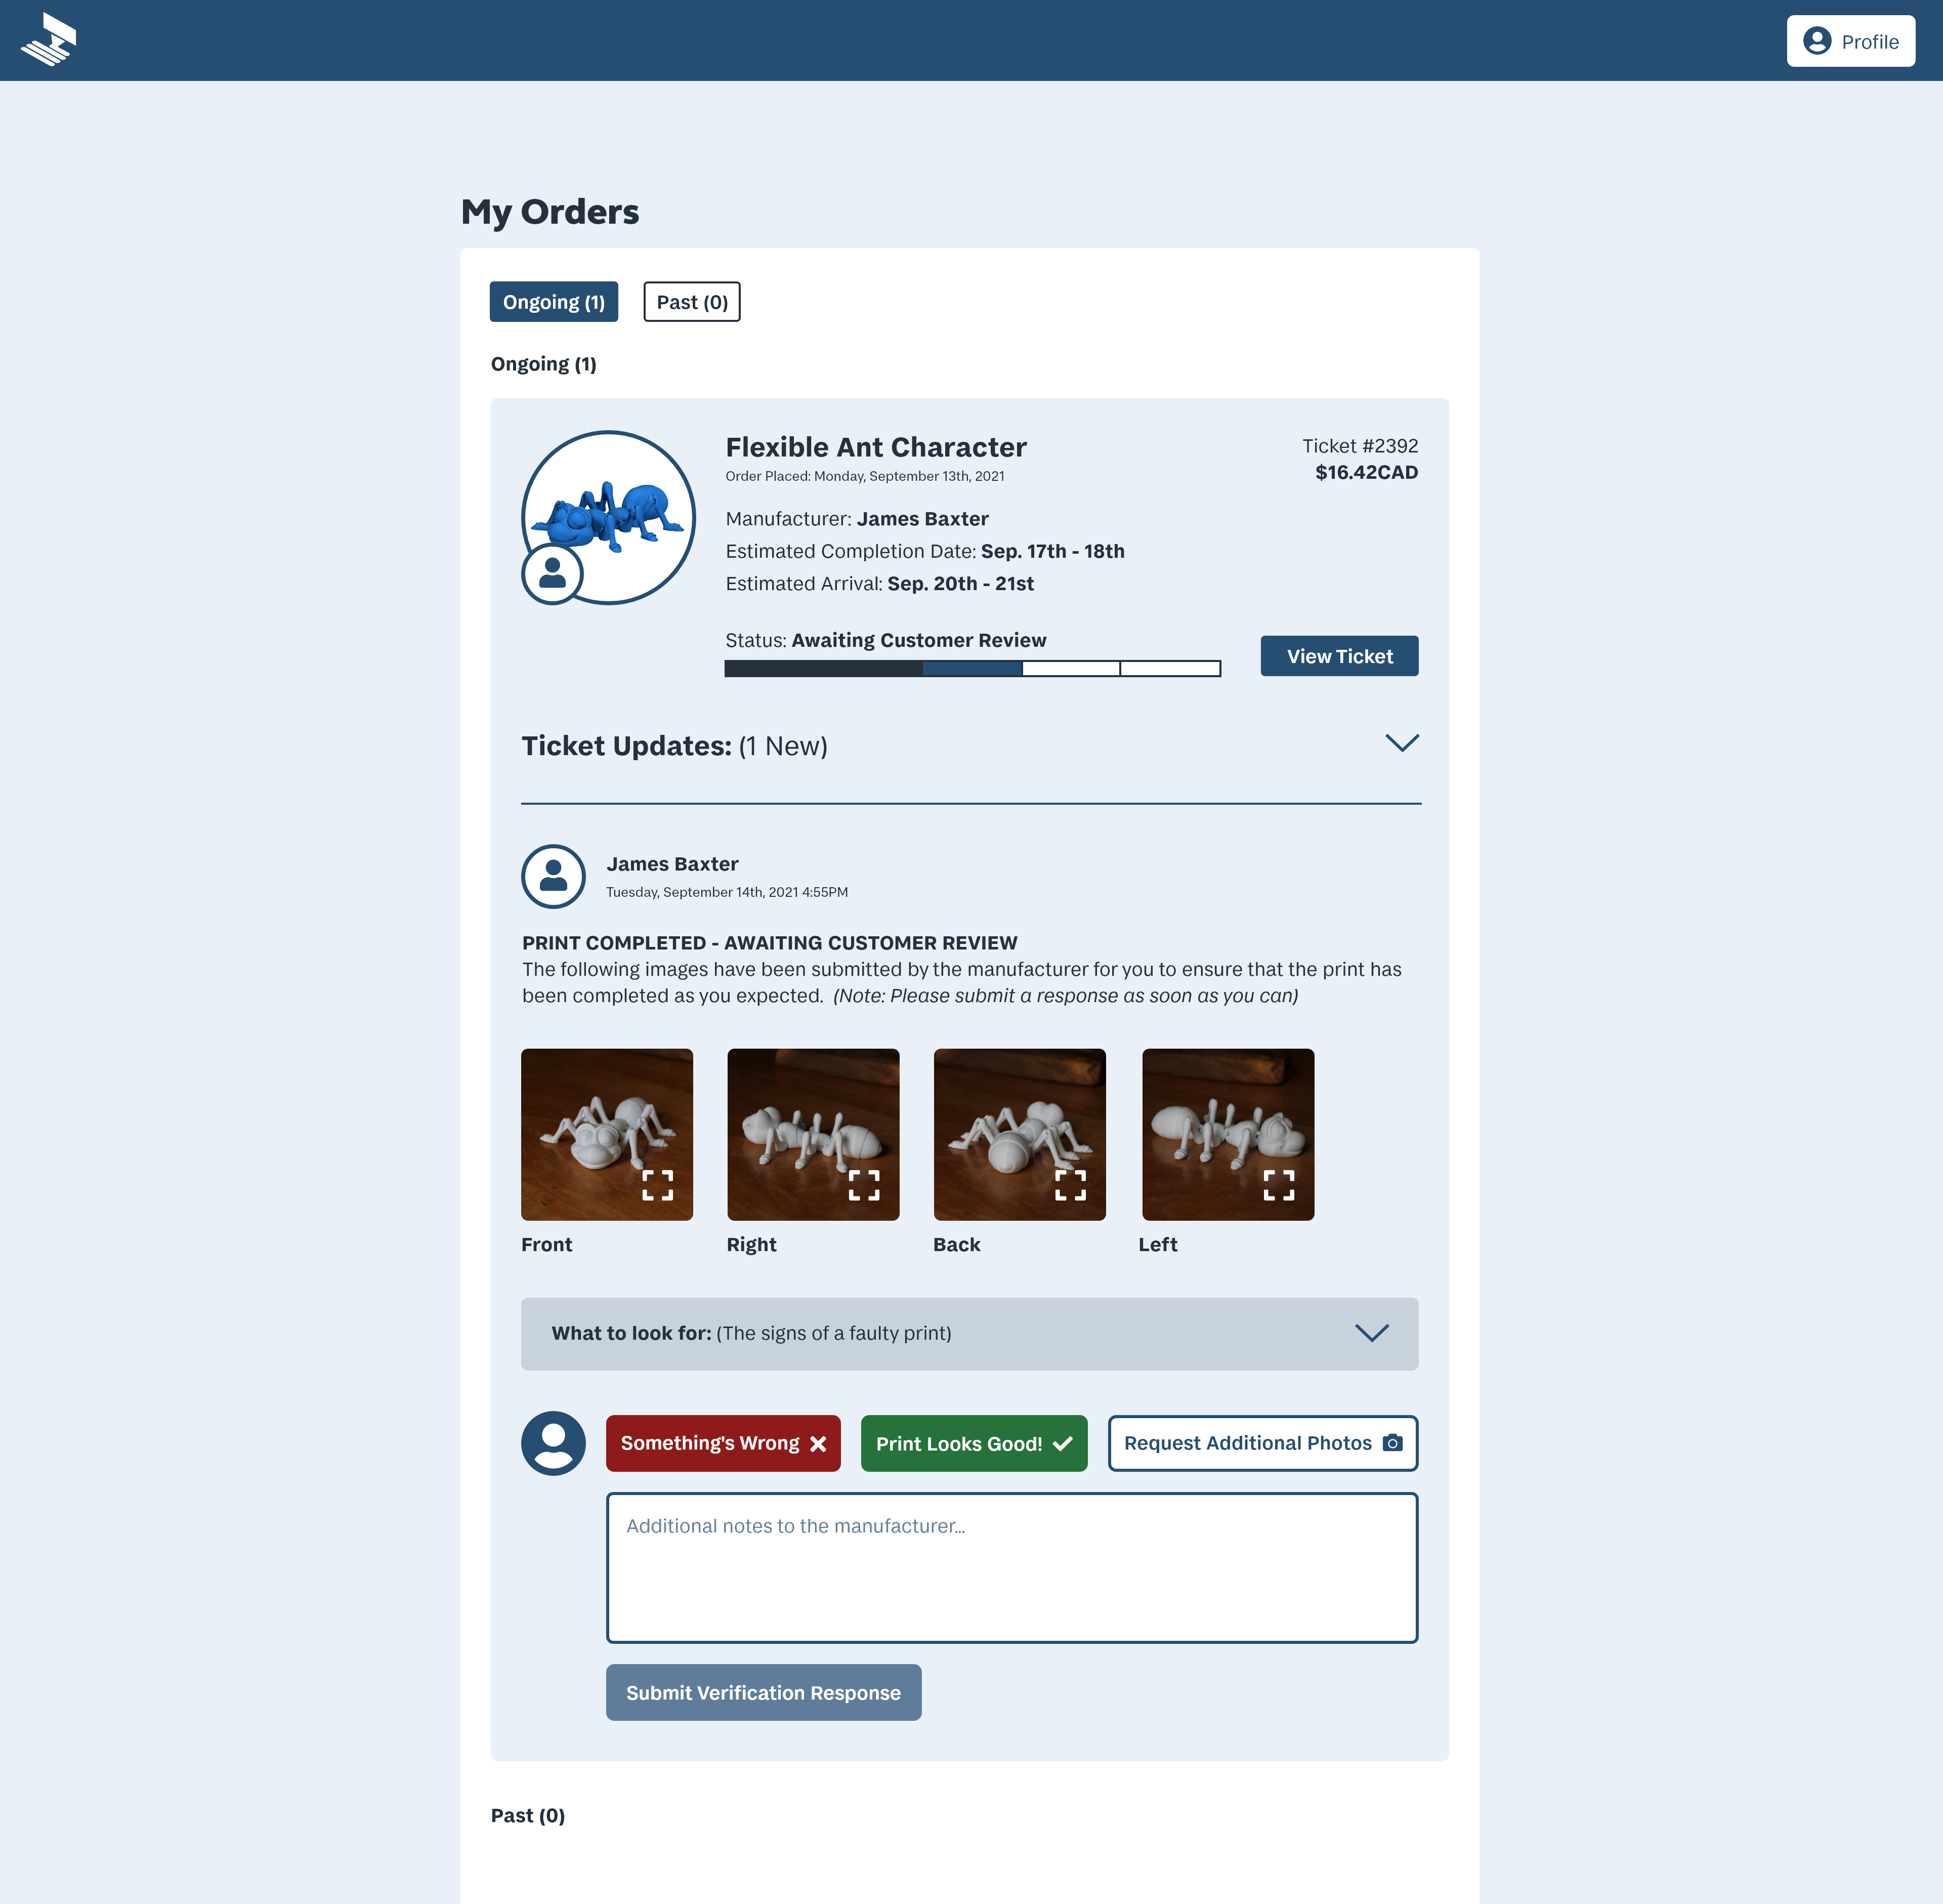 Profile
My Orders
Ongoing (1)
Past (0)
Ongoing (1)
Flexible Ant Character
Ticket #2392
Order Placed: Monday, September 13th, 2021
$16.42CAD
Manufacturer: James Baxter
Estimated Completion Date: Sep. 17th - 18th
Estimated Arrival: Sep. 20th - 21st
Status: Awaiting Customer Review
View Ticket
Ticket Updates: (1 New)
James Baxter
Tuesday, September 14th, 2021 4:55PM
PRINT COMPLETED - AWAITING CUSTOMER REVIEW
The following images have been submitted by the manufacturer for you to ensure that the print has
been completed as you expected. (Note: Please submit a response as soon as you can)
Front
Right
Back
Left
What to look for: (The signs of a faulty print)
Something's Wrong
Print Looks Good!
Request Additional Photos
Additional notes to the manufacturer...
Submit Verification Response
Past (0)